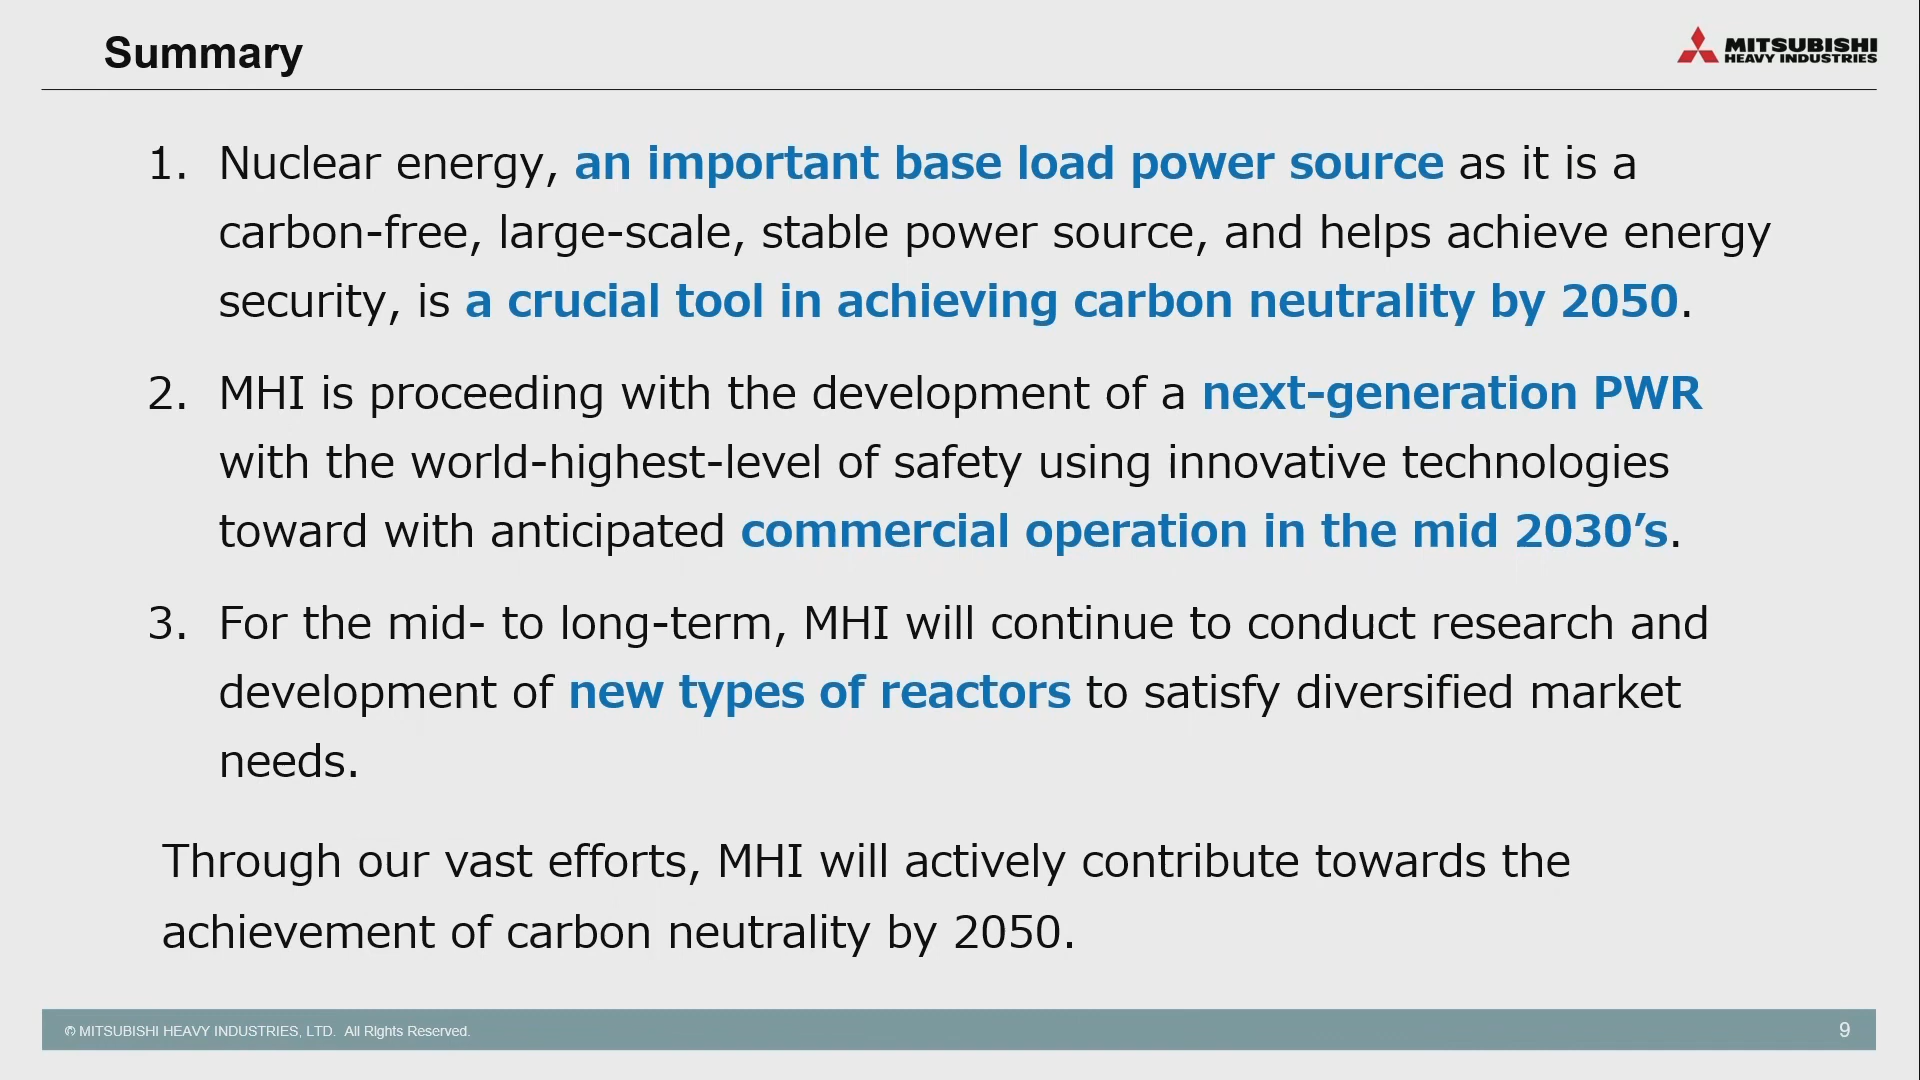 Summary
MITSUBISHI
HEAVY INDUSTRIES
1. Nuclear energy, an important base load power source as it is a
carbon-free, large-scale, stable power source, and helps achieve energy
security, is a crucial tool in achieving carbon neutrality by 2050.
2. MHI is proceeding with the development of a next-generation PWR
with the world-highest-level of safety using innovative technologies
toward with anticipated commercial operation in the mid 2030’s.
3. For the mid- to long-term, MHI will continue to conduct research and
development of new types of reactors to satisfy diversified market
needs.
Through our vast efforts, MHI will actively contribute towards the
achievement of carbon neutrality by 2050.
© MITSUBISHI HEAVY INDUSTRIES, LTD. All Rights Reserved.
9